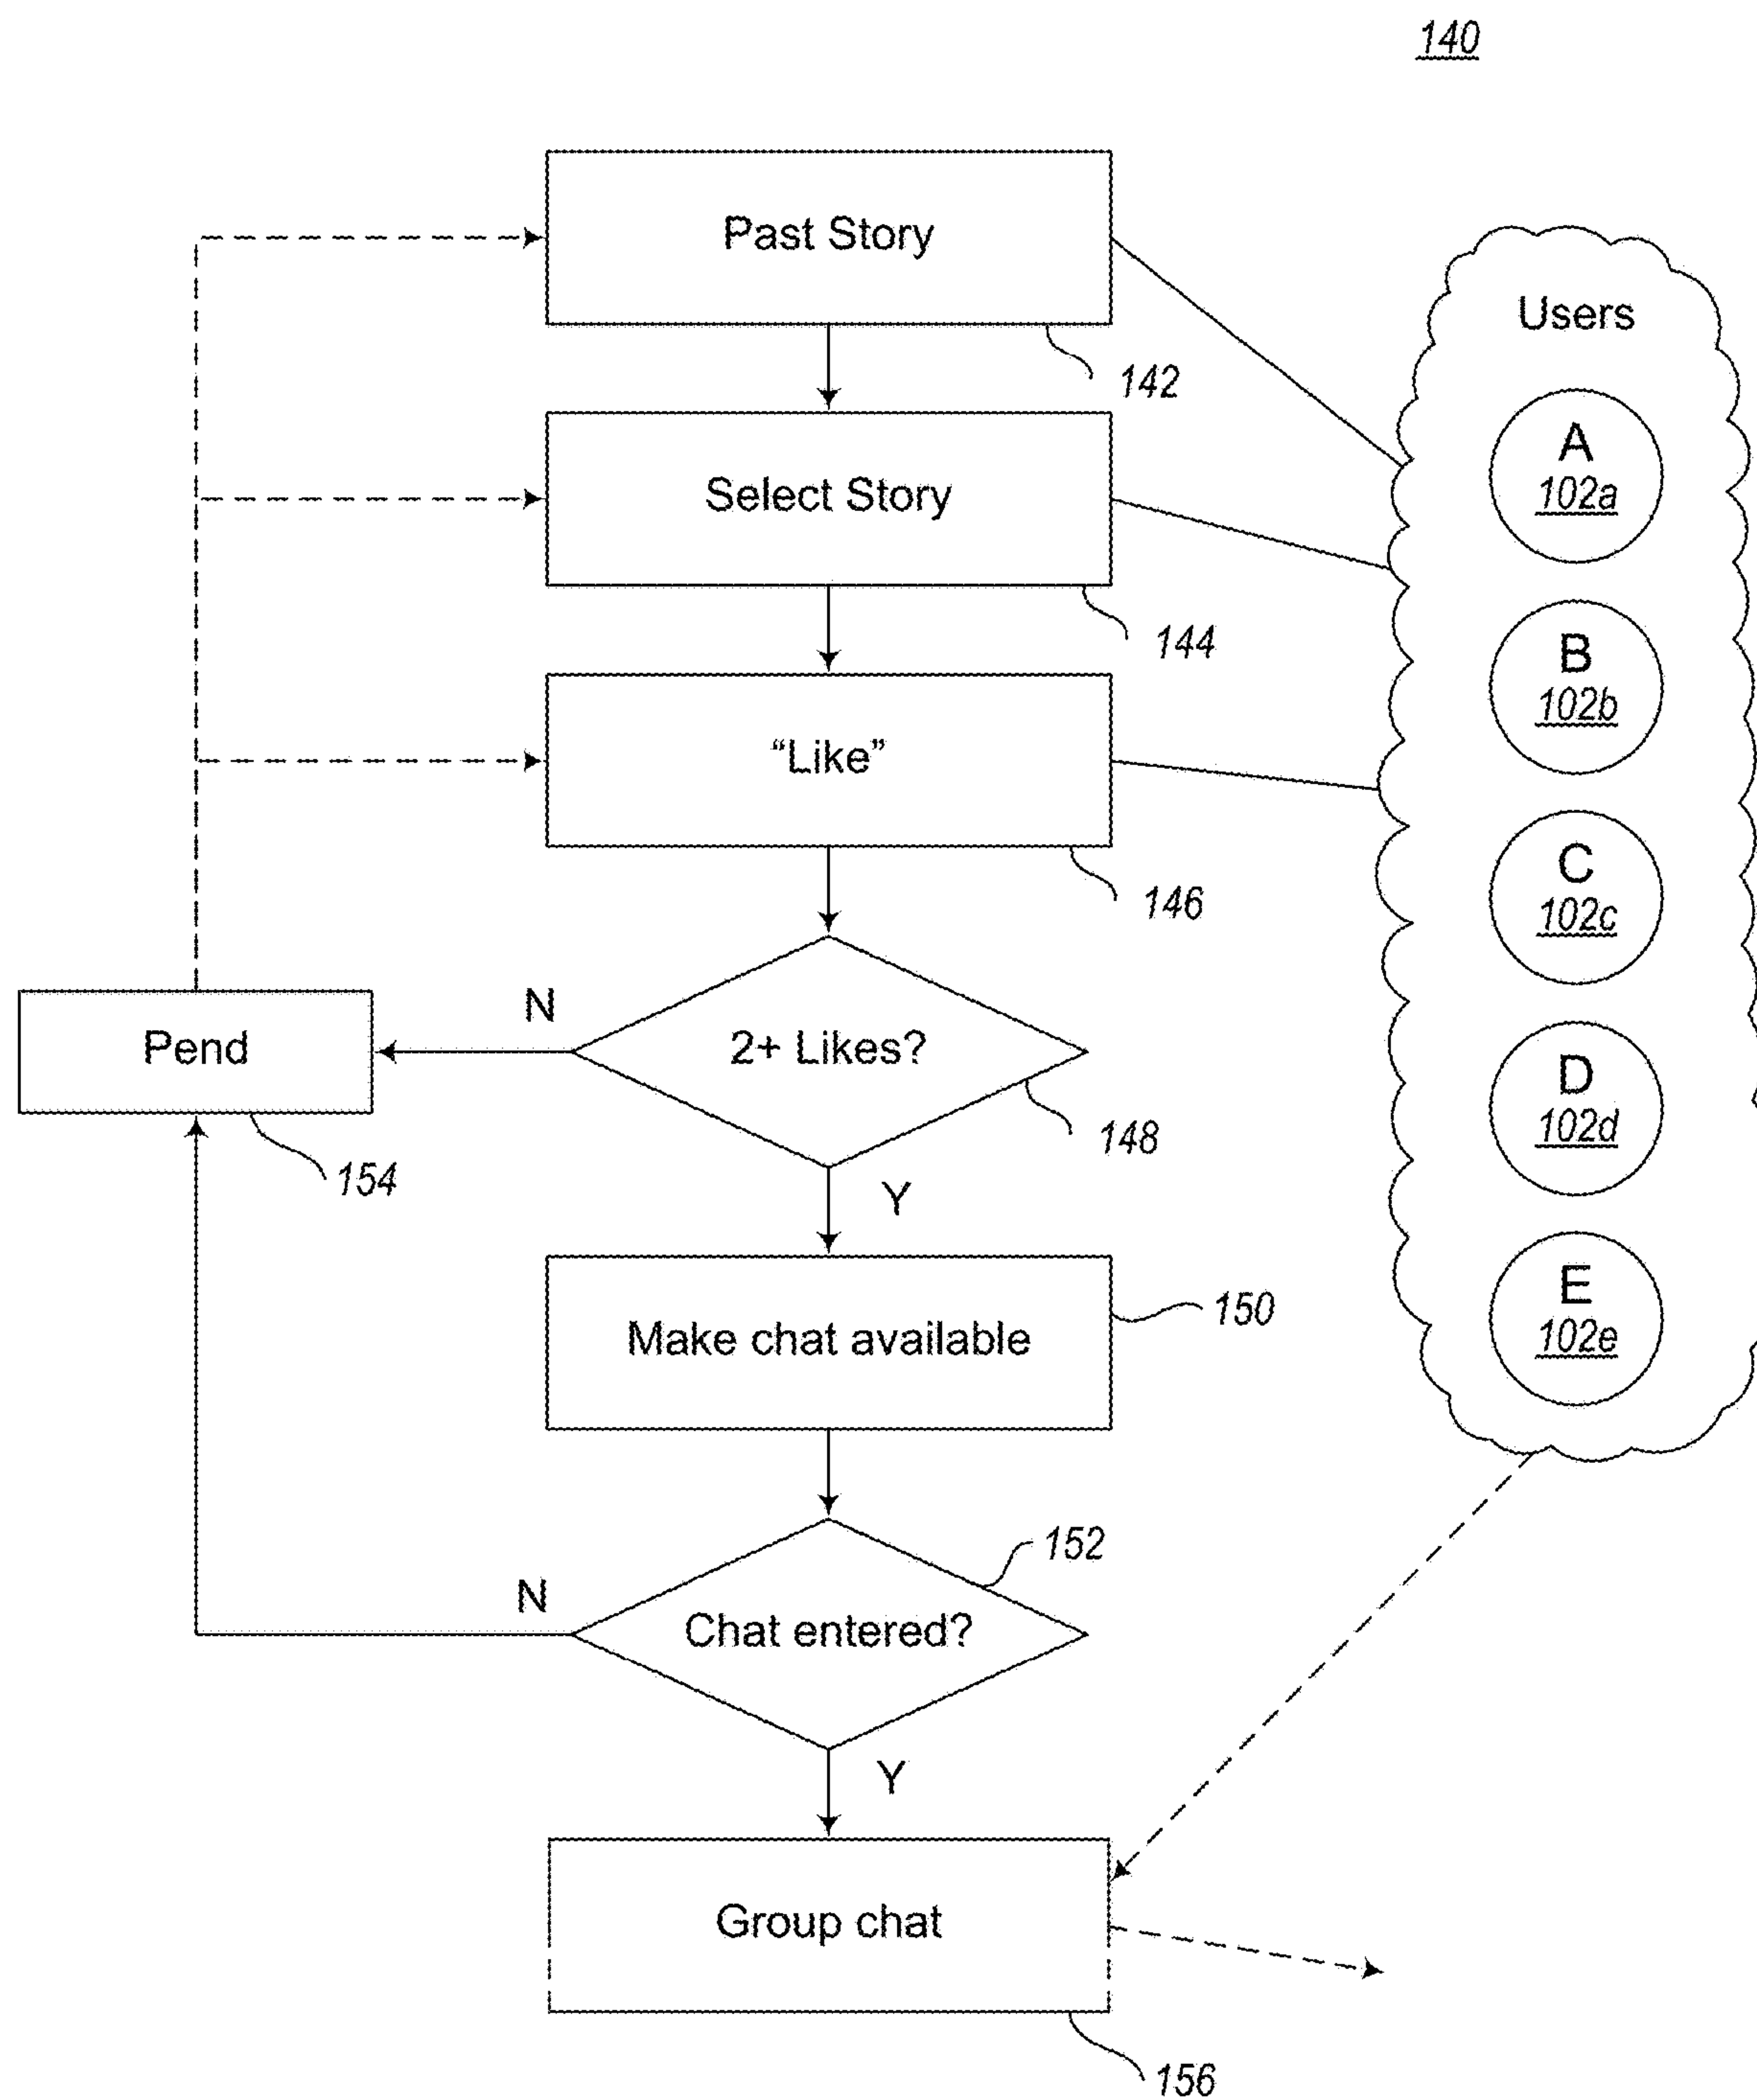 140
Past Story
142
Select Story
144
“Like”
146
2+ Likes?
148
N
Pend
154
Y
Make chat available
150
Chat entered?
152
N
Y
Group chat
156
Users
A
102a
B
102b
C
102c
D
102d
E
102e